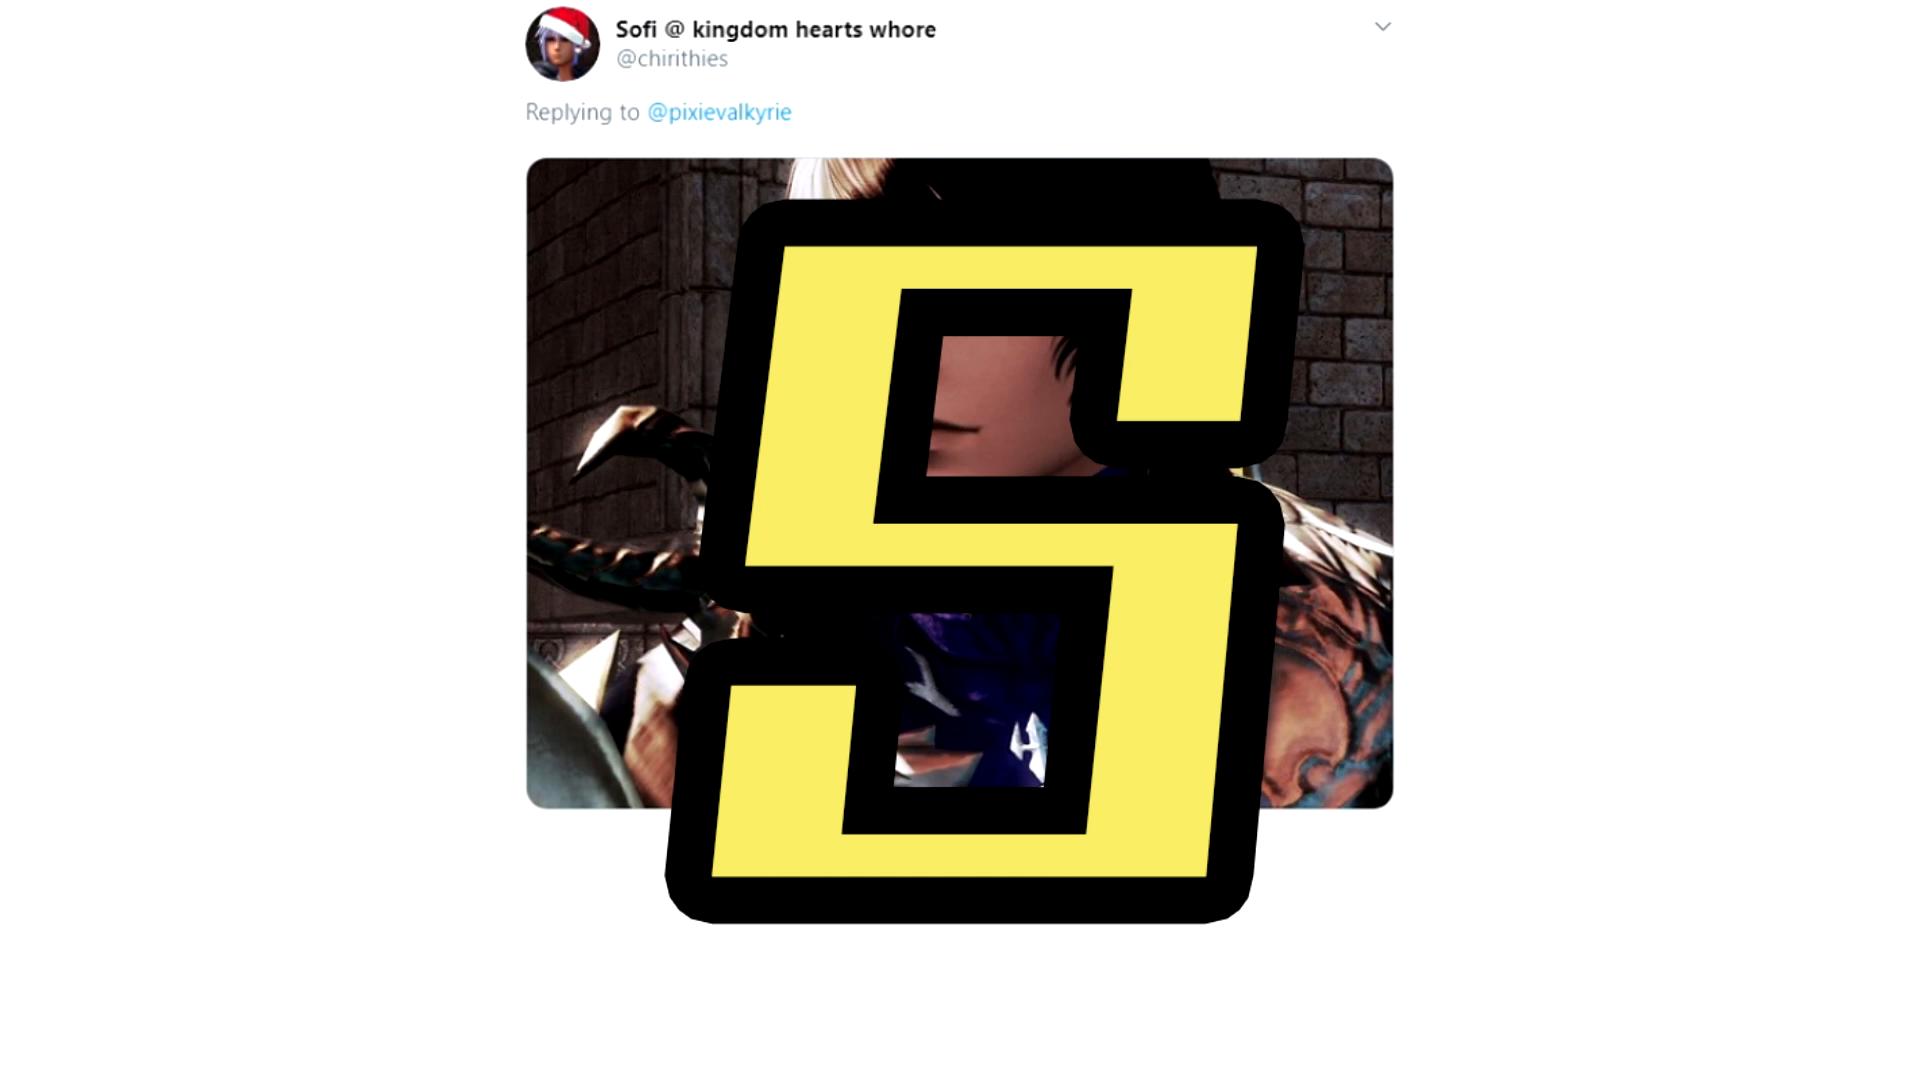 Sofi @ kingdom hearts whore
@chirithies
Replying to @pixievalkyrie
S